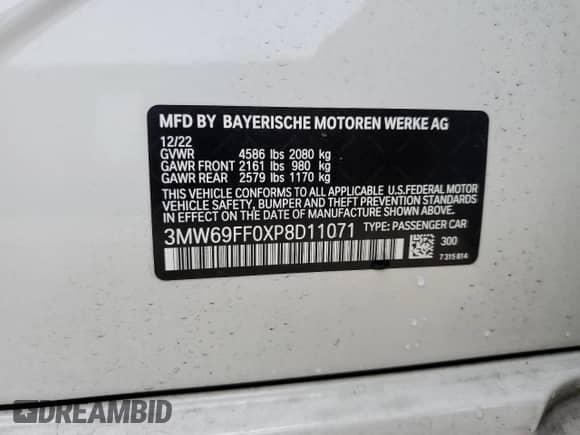 MFD BY BAYERISCHE MOTOREN WERKE AG
12/22
GVWR 4586 lbs 2080 kg
GAWR FRONT 2161 lbs 980 kg
GAWR REAR 2579 lbs 1170 kg
THIS VEHICLE CONFORMS TO ALL APPLICABLE U.S.FEDERAL MOTOR
VEHICLE SAFETY, BUMPER AND THEFT PREVENTION STANDARDS
IN EFFECT ON THE DATE OF MANUFACTURE SHOWN ABOVE.
3MW69FF0XP8D11071 TYPE: PASSENGER CAR
300
7 315 814
DREAMBID